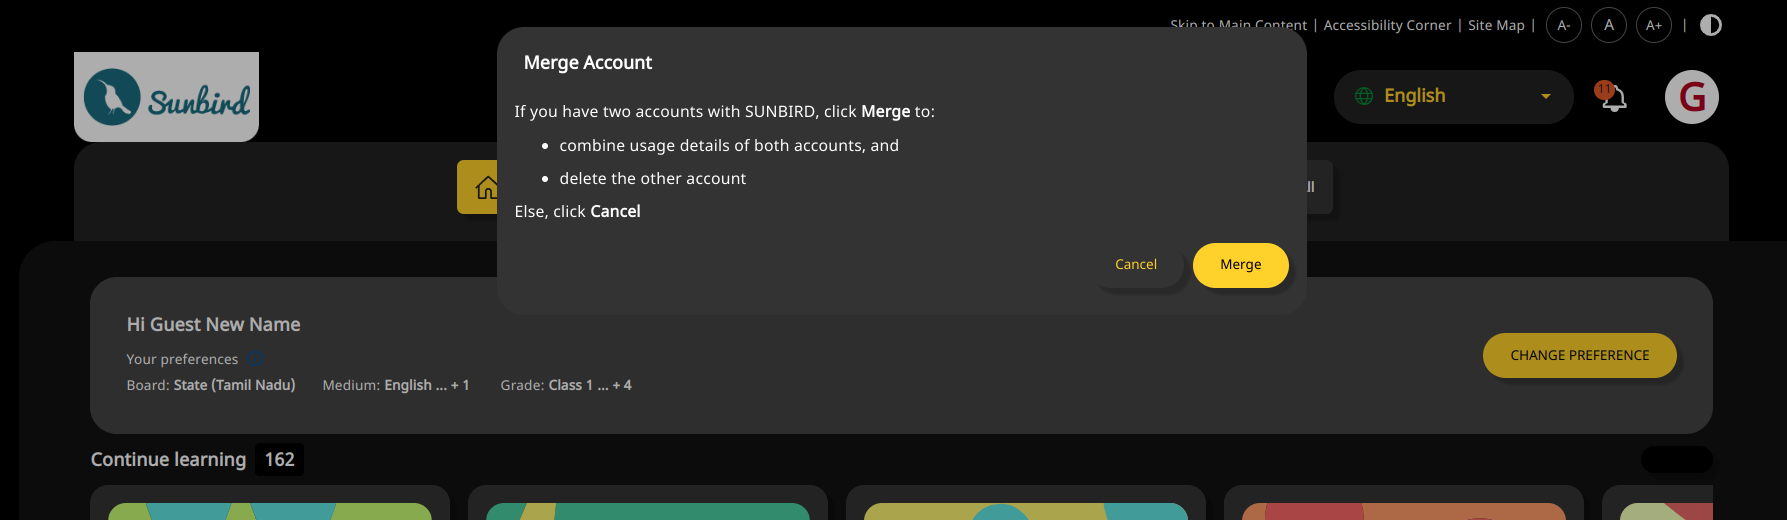 Skip to Main Content | Accessibility Corner | Site Map | A- A A+ |
Sunbird
English
11
G
Merge Account
If you have two accounts with SUNBIRD, click Merge to:
combine usage details of both accounts, and
delete the other account
Else, click Cancel
Cancel
Merge
Hi Guest New Name
Your preferences
Board: State (Tamil Nadu) Medium: English ... + 1 Grade: Class 1 ... + 4
CHANGE PREFERENCE
Continue learning 162